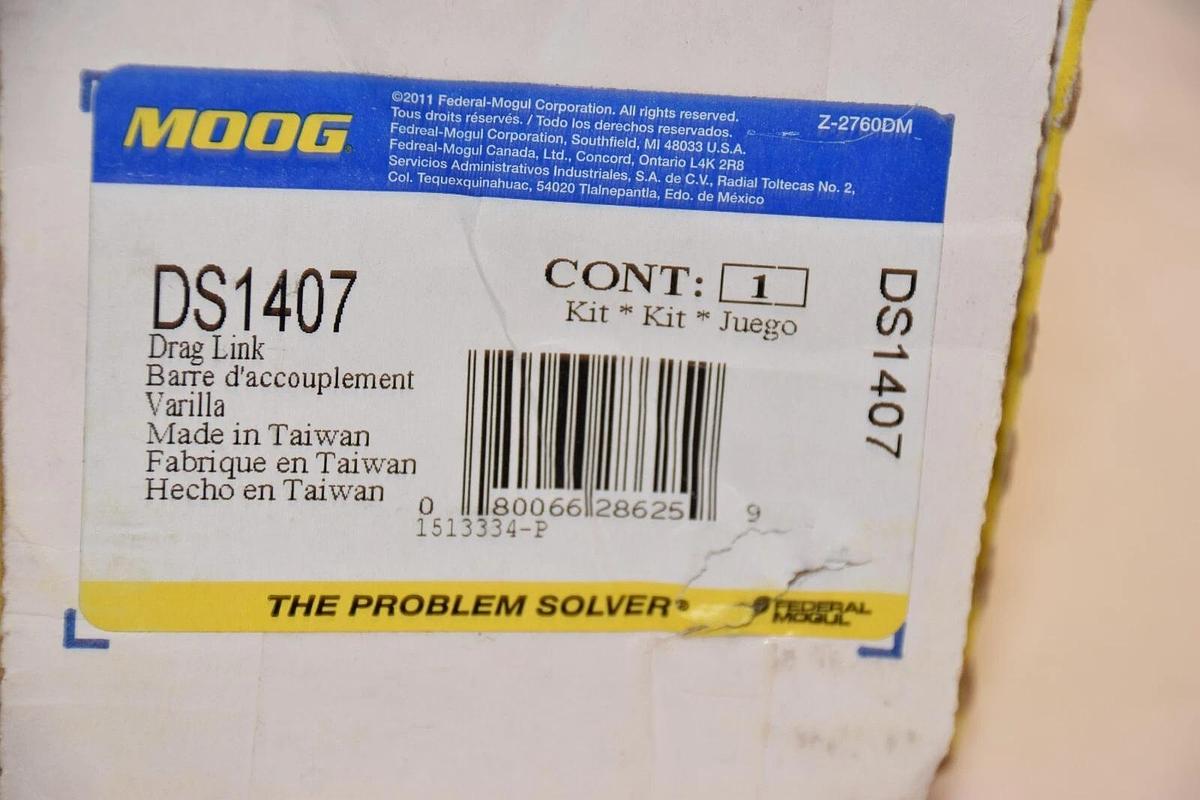 MOOG
©2011 Federal-Mogul Corporation. All rights reserved.
Tous droits réservés. / Todo los derechos reservados.
Fedreal-Mogul Corporation, Southfield, MI 48033 U.S.A.
Fedreal-Mogul Canada, Ltd., Concord, Ontario L4K 2R8
Servicios Administrativos Industriales, S.A. de C.V., Radial Toltecas No. 2,
Col. Tequexquinahuac, 54020 Tlalnepantla, Edo. de México
Z-2760DM
DS1407
Drag Link
Barre d'accouplement
Varilla
Made in Taiwan
Fabrique en Taiwan
Hecho en Taiwan
CONT: 1
Kit * Kit * Juego
0 80066 28625 9
1513334-P
DS1407
THE PROBLEM SOLVER®
FEDERAL
MOGUL